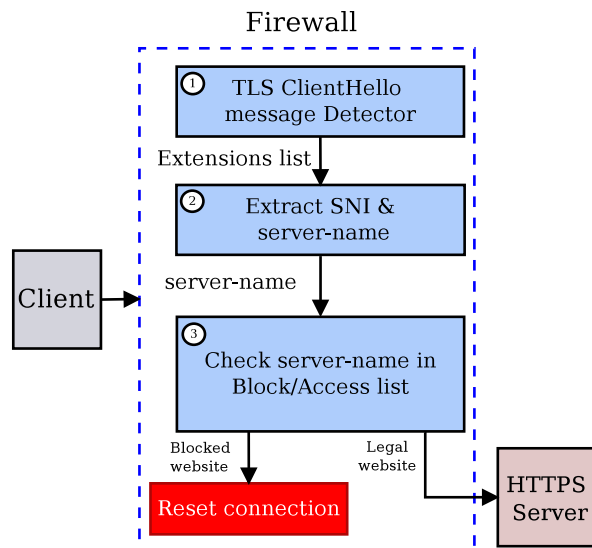 Firewall
1
TLS ClientHello
message Detector
Extensions list
2
Extract SNI &
server-name
Client
server-name
3
Check server-name in
Block/Access list
Blocked
website
Legal
website
Reset connection
HTTPS
Server